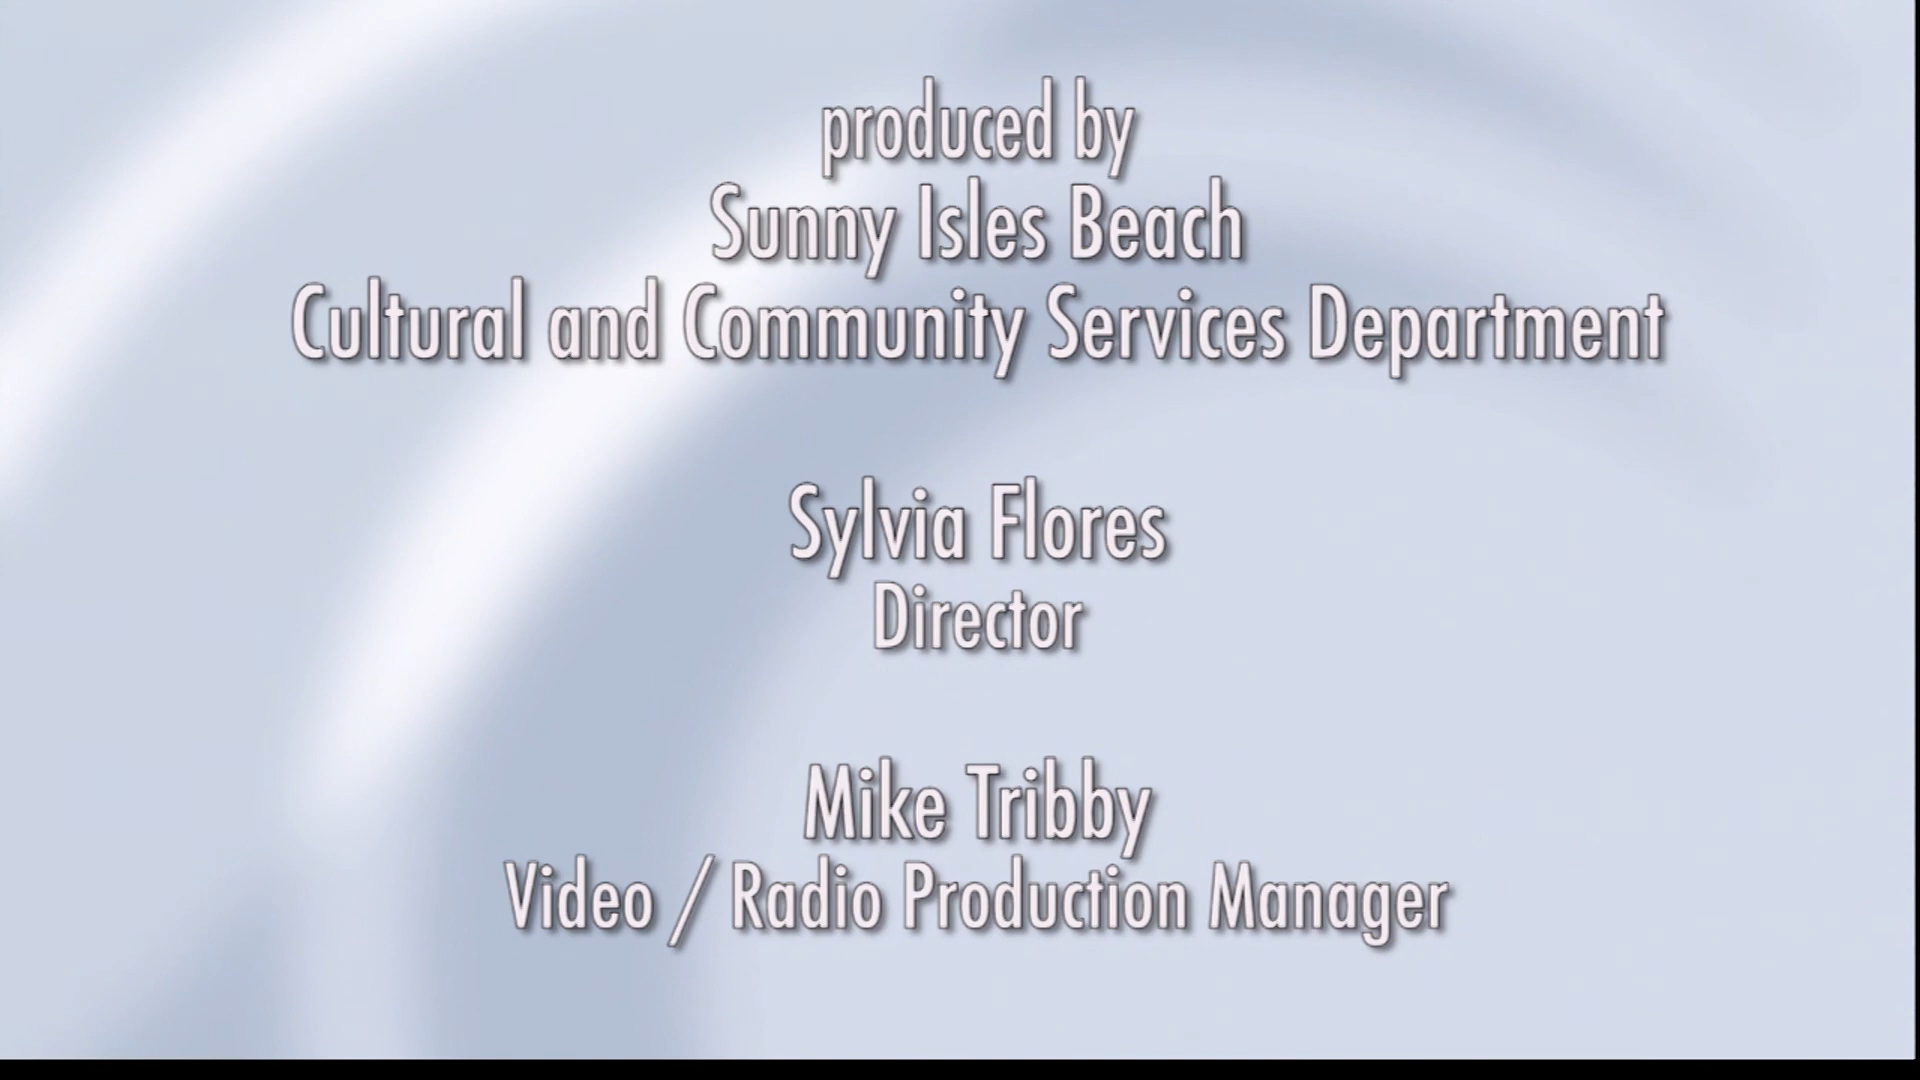 produced by
Sunny Isles Beach
Cultural and Community Services Department
Sylvia Flores
Director
Mike Tribby
Video / Radio Production Manager